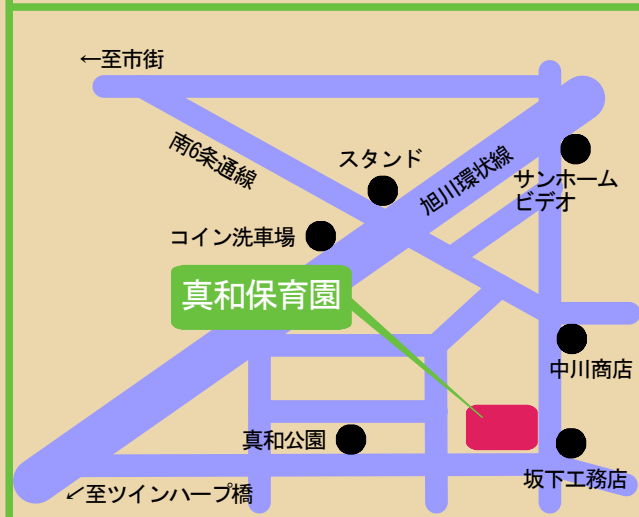 ←至市街
南6条通線
スタンド
旭川環状線
サンホーム
ビデオ
コイン洗車場
真和保育園
中川商店
真和公園
坂下工務店
↙至ツインハープ橋